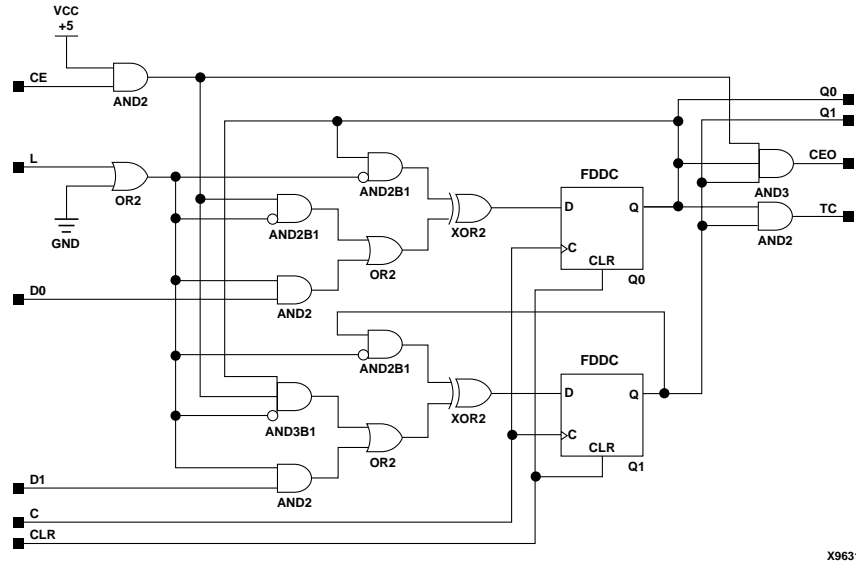 VCC
+5
CE
AND2
Q0
Q1
L
OR2
GND
AND2B1
CEO
AND3
FDDC
D
Q
C
CLR
Q0
XOR2
AND2B1
OR2
TC
AND2
D0
AND2
AND2B1
FDDC
D
Q
C
CLR
Q1
XOR2
AND3B1
OR2
D1
AND2
C
CLR